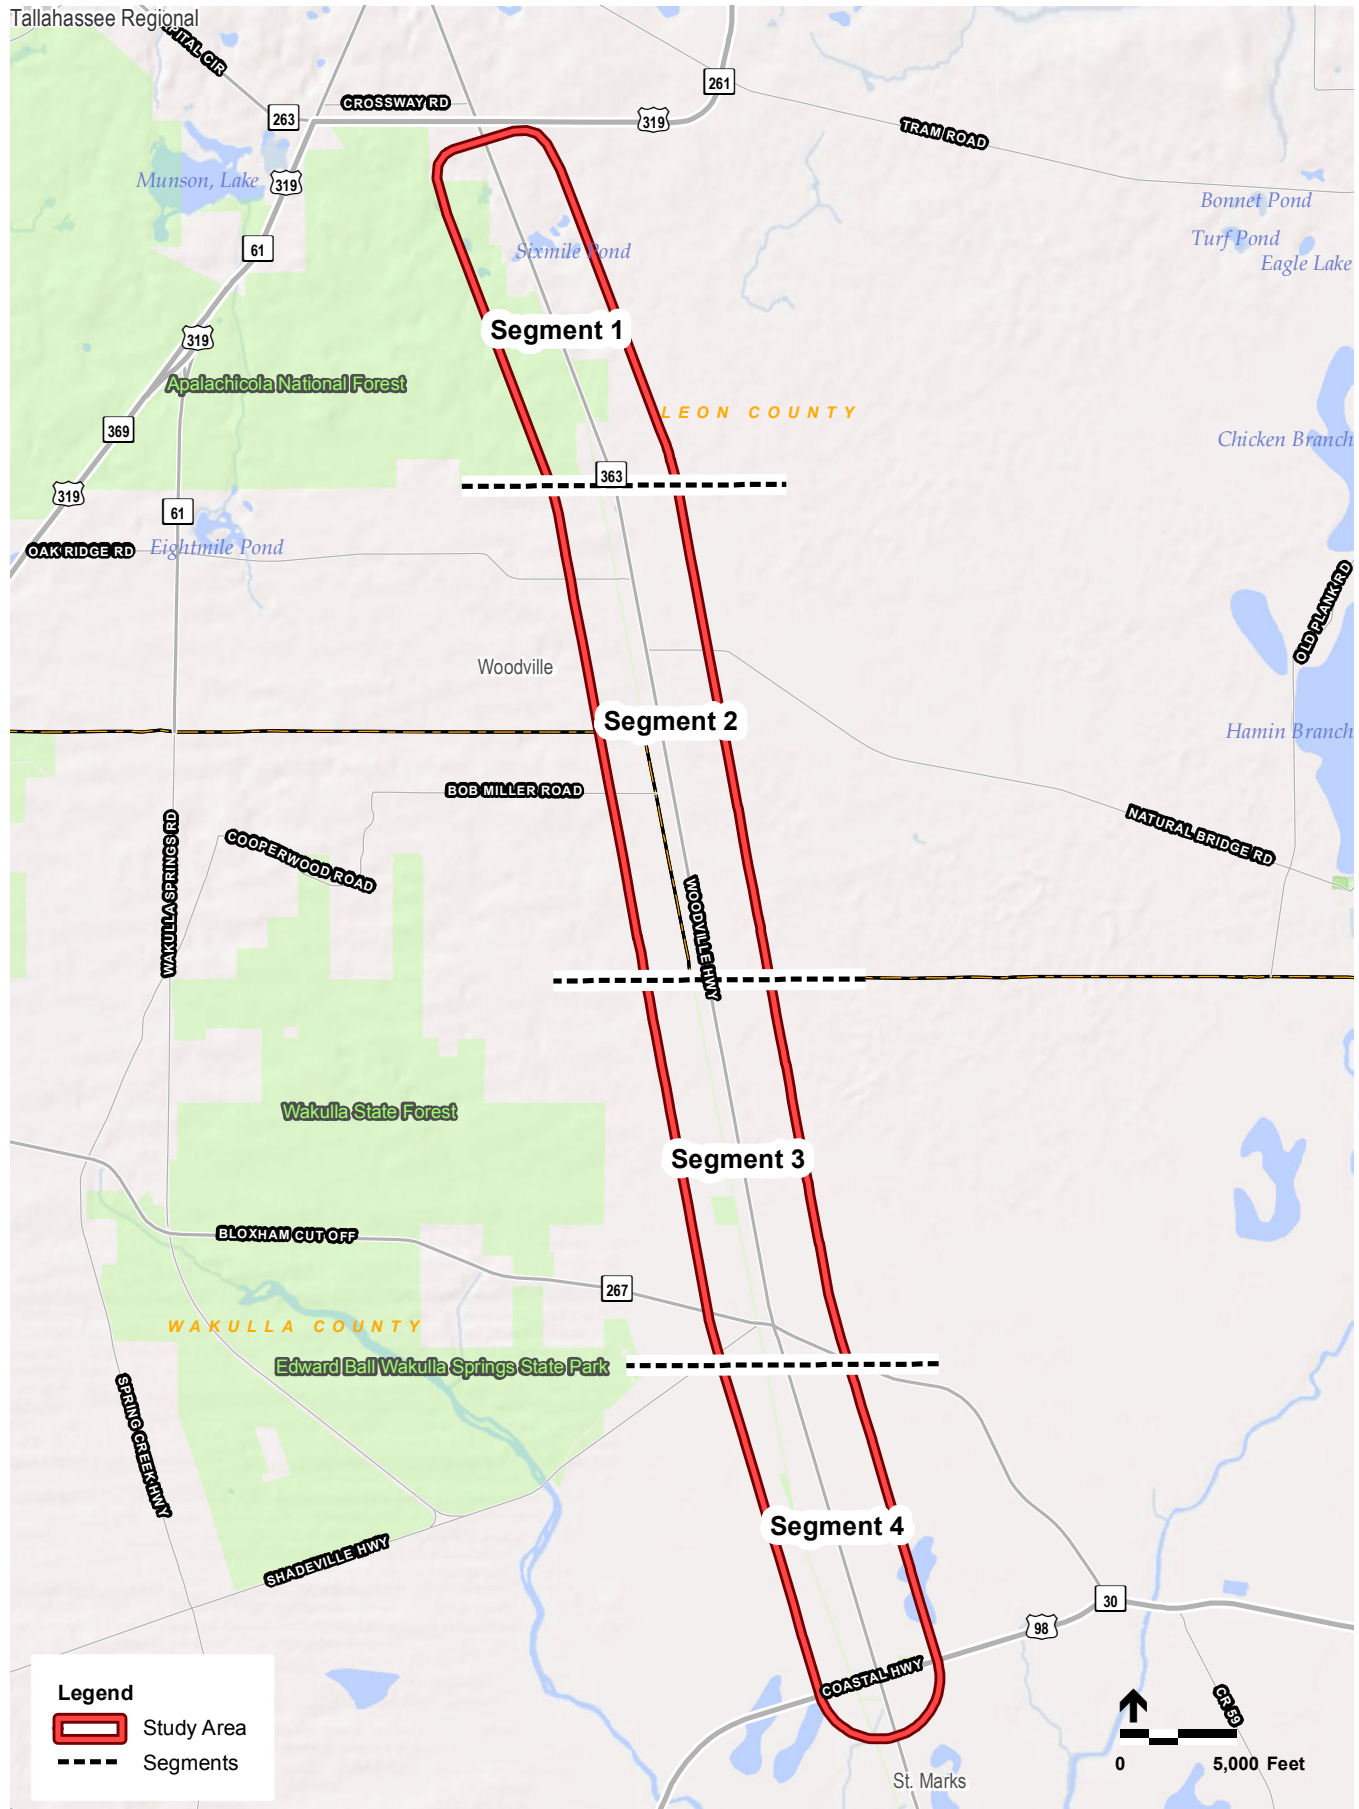 Tallahassee Regional
PITAL CIR
CROSSWAY RD
263
261
319
TRAM ROAD
Munson, Lake
319
Bonnet Pond
61
Sixmile Pond
Turf Pond
Eagle Lake
Segment 1
319
Apalachicola National Forest
LEON COUNTY
369
Chicken Branch
363
319
61
OAK RIDGE RD
Eightmile Pond
OLD PLANK RD
Woodville
Segment 2
Hamin Branch
BOB MILLER ROAD
NATURAL BRIDGE RD
COOPERWOOD ROAD
WAKULLA SPRINGS RD
WOODVILLE HWY
Wakulla State Forest
Segment 3
BLOXHAM CUT OFF
267
WAKULLA COUNTY
Edward Ball Wakulla Springs State Park
SPRING CREEK HWY
Segment 4
SHADEVILLE HWY
30
98
COASTAL HWY
CR 59
Legend
Study Area
Segments
0 5,000 Feet
St. Marks